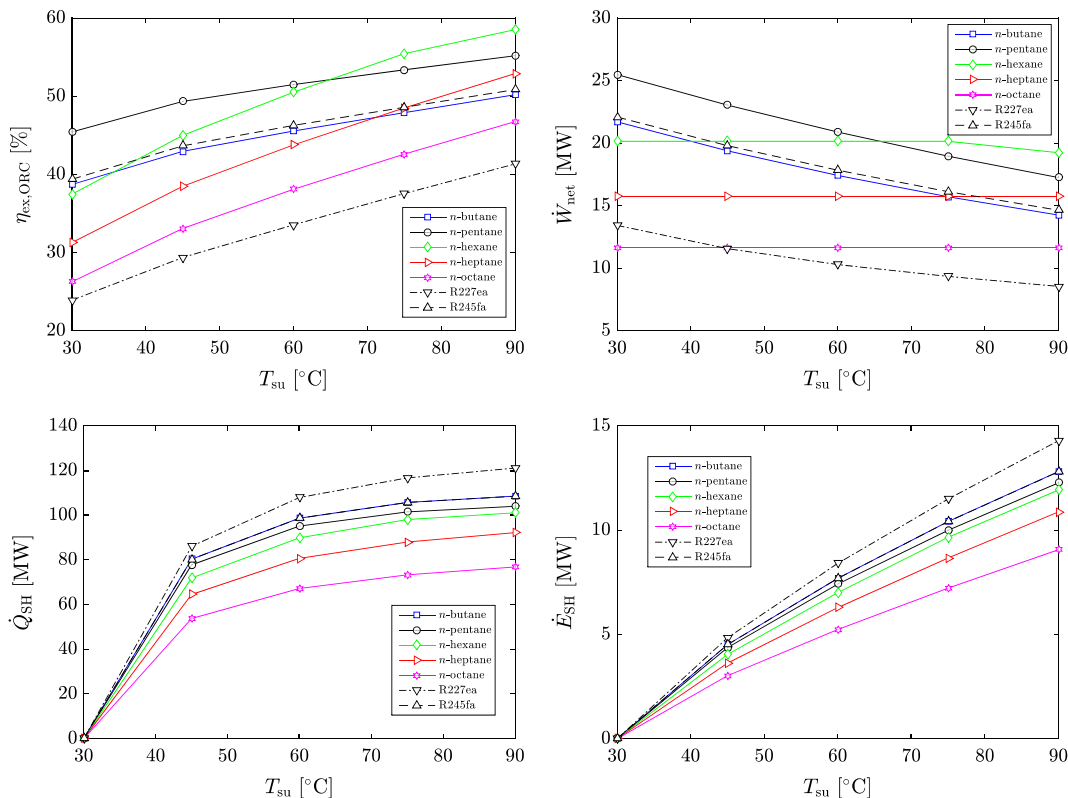 60
50
40
30
20
η_ex,ORC [%]
n-butane
n-pentane
n-hexane
n-heptane
n-octane
R227ea
R245fa
30 40 50 60 70 80 90
T_su [°C]
30
25
20
15
10
5
Ẇ_net [MW]
n-butane
n-pentane
n-hexane
n-heptane
n-octane
R227ea
R245fa
30 40 50 60 70 80 90
T_su [°C]
140
120
100
80
60
40
20
0
Q̇_SH [MW]
n-butane
n-pentane
n-hexane
n-heptane
n-octane
R227ea
R245fa
30 40 50 60 70 80 90
T_su [°C]
15
10
5
0
Ė_SH [MW]
n-butane
n-pentane
n-hexane
n-heptane
n-octane
R227ea
R245fa
30 40 50 60 70 80 90
T_su [°C]